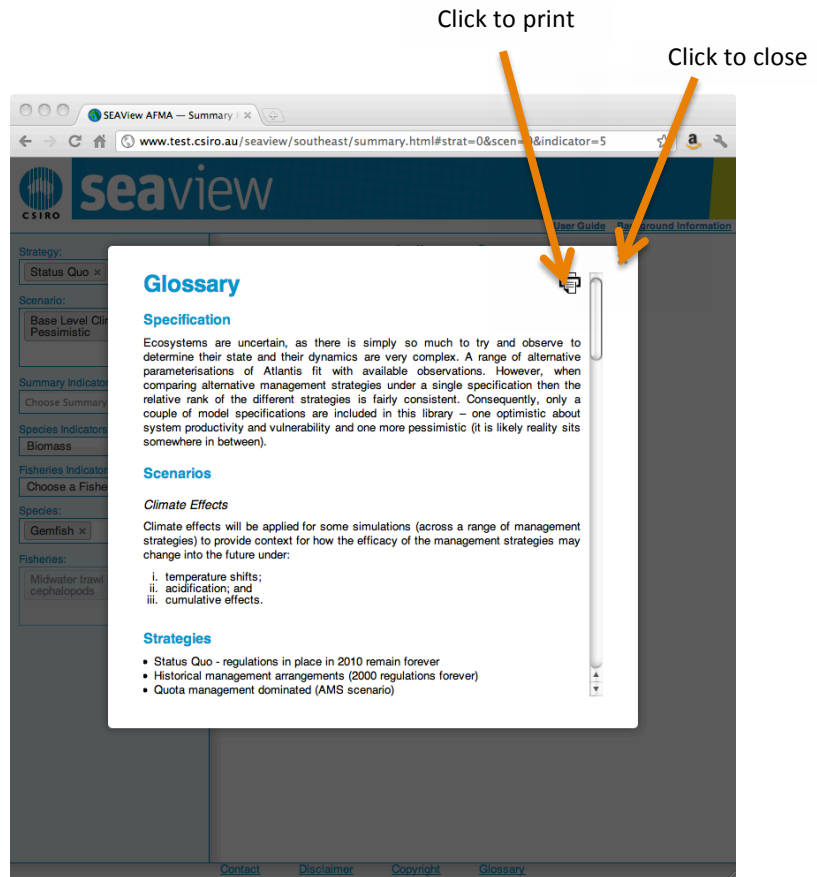 Click to print
Click to close
SEAView AFMA — Summary
www.test.csiro.au/seaview/southeast/summary.html#strat=0&scen=0&indicator=5
CSIRO
seaview
User Guide Background Information
Strategy:
Status Quo ×
Scenario:
Base Level
Pessimistic
Summary Indicator
Choose Summary
Species Indicators
Biomass
Fisheries Indicator
Choose a Fishe
Species:
Gemfish ×
Fisheries:
Midwater trawl
cephalopods
Glossary
Specification
Ecosystems are uncertain, as there is simply so much to try and observe to
determine their state and their dynamics are very complex. A range of alternative
parameterisations of Atlantis fit with available observations. However, when
comparing alternative management strategies under a single specification then the
relative rank of the different strategies is fairly consistent. Consequently, only a
couple of model specifications are included in this library – one optimistic about
system productivity and vulnerability and one more pessimistic (it is likely reality sits
somewhere in between).
Scenarios
Climate Effects
Climate effects will be applied for some simulations (across a range of management
strategies) to provide context for how the efficacy of the management strategies may
change into the future under:
i. temperature shifts;
ii. acidification; and
iii. cumulative effects.
Strategies
• Status Quo - regulations in place in 2010 remain forever
• Historical management arrangements (2000 regulations forever)
• Quota management dominated (AMS scenario)
Contact Disclaimer Copyright Glossary